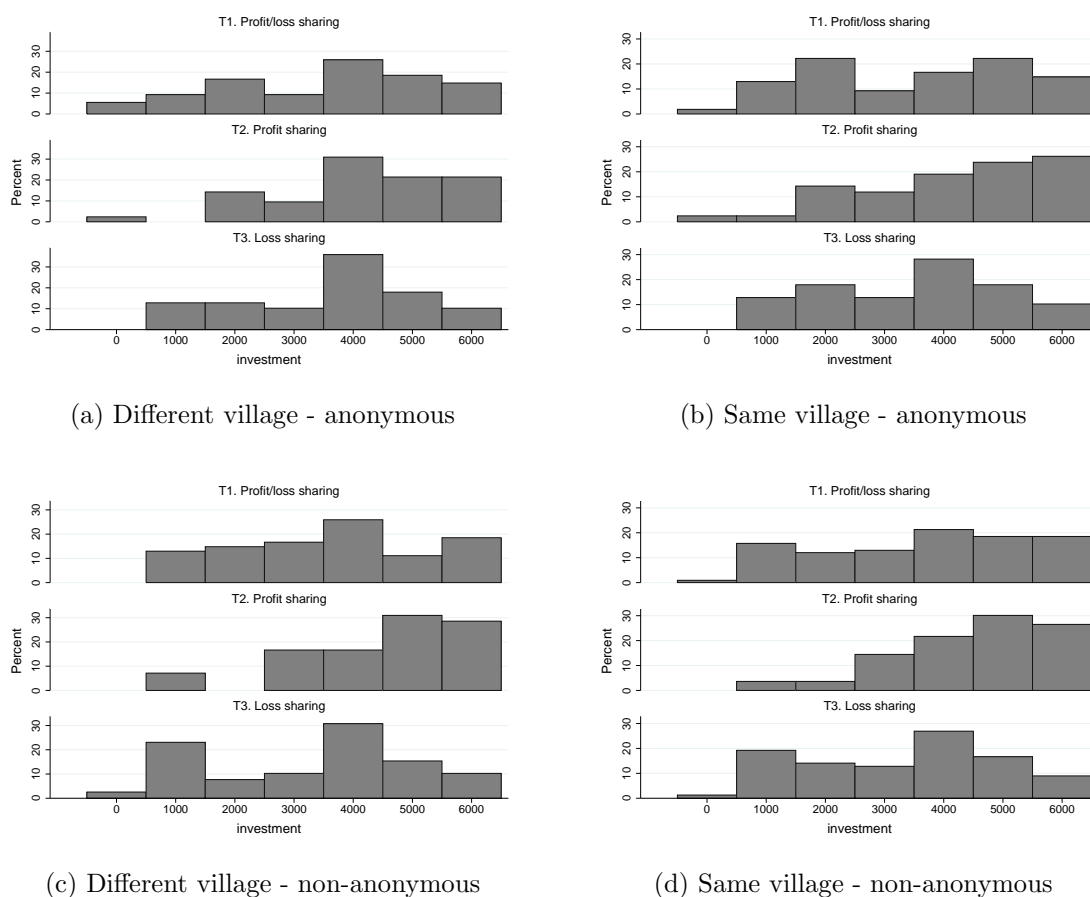 T1. Profit/loss sharing
0 10 20 30
T2. Profit sharing
0 10 20 30
Percent
T3. Loss sharing
0 10 20 30
0 1000 2000 3000 4000 5000 6000
investment
(a) Different village - anonymous
T1. Profit/loss sharing
0 10 20 30
T2. Profit sharing
0 10 20 30
Percent
T3. Loss sharing
0 10 20 30
0 1000 2000 3000 4000 5000 6000
investment
(b) Same village - anonymous
T1. Profit/loss sharing
0 10 20 30
T2. Profit sharing
0 10 20 30
Percent
T3. Loss sharing
0 10 20 30
0 1000 2000 3000 4000 5000 6000
investment
(c) Different village - non-anonymous
T1. Profit/loss sharing
0 10 20 30
T2. Profit sharing
0 10 20 30
Percent
T3. Loss sharing
0 10 20 30
0 1000 2000 3000 4000 5000 6000
investment
(d) Same village - non-anonymous